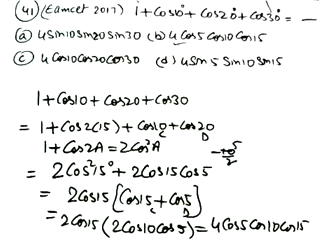 (41) (Eamcet 2017) 1 + Cos10° + Cos20° + Cos30° = —
(a) 4Sin10Sin20Sin30 (b) 4Cos5Cos10Cos15
(c) 4Cos10Cos20Cos30 (d) 4Sin5Sin10Sin15
1 + Cos10 + Cos20 + Cos30
= 1 + Cos2(15) + Cos10 + Cos20
C D
1 + Cos2A = 2Cos²A
= 2Cos²15° + 2Cos15Cos5
= 2Cos15 [Cos15 + Cos5]
C D
= 2Cos15 (2Cos10Cos5) = 4Cos5Cos10Cos15